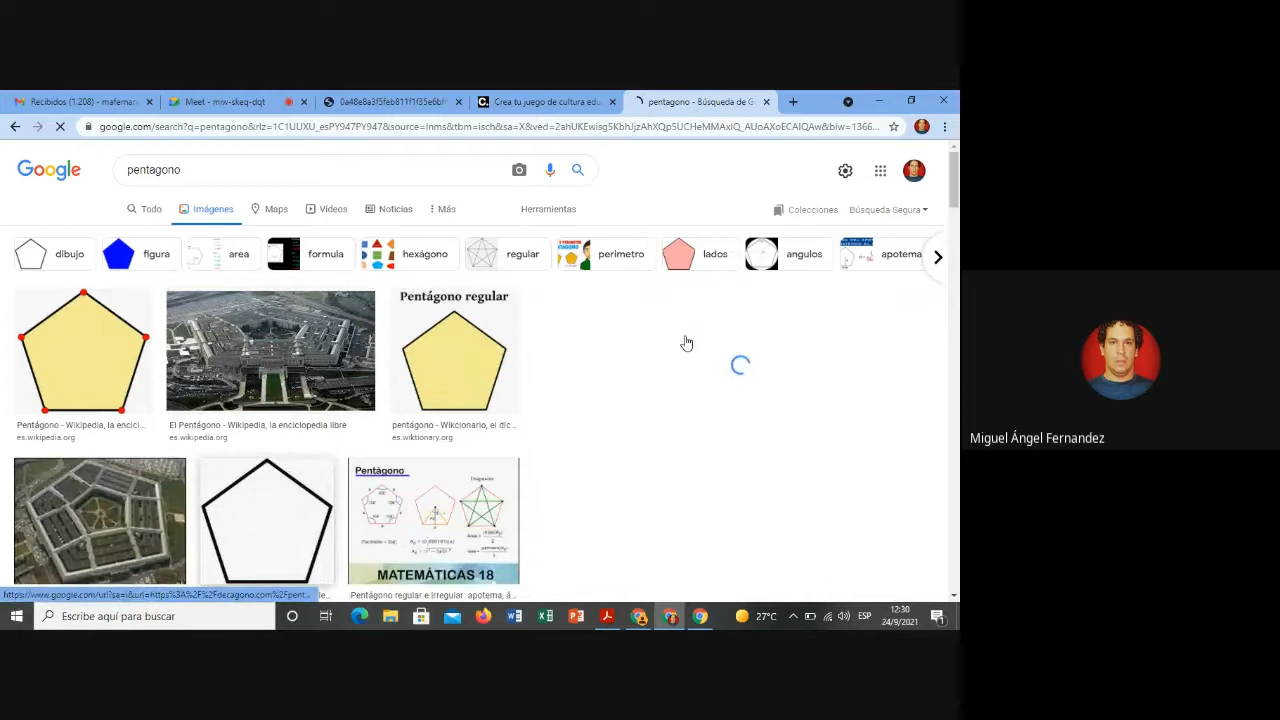 Recibidos (1.208) - mafernan
Meet - miw-skeq-dqt
Crea tu juego de cultura edu
pentagono - Búsqueda de G
google.com/search?q=pentagono&rlz=1C1UUXU_esPY947PY947&source=lnms&tbm=isch&sa=X&ved=
Google
pentagono
Todo
Imágenes
Maps
Vídeos
Noticias
Más
Herramientas
Colecciones
Búsqueda Segura
dibujo
figura
area
formula
hexágono
regular
perimetro
lados
angulos
apotema
Pentágono regular
Pentágono - Wikipedia, la encicl...
es.wikipedia.org
El Pentágono - Wikipedia, la enciclopedia libre
es.wikipedia.org
pentágono - Wikcionario, el dic...
es.wiktionary.org
Pentágono
MATEMÁTICAS 18
Pentágono regular e irregular: apotema, á...
Escribe aquí para buscar
27°C
ESP
12:30
24/9/2021
Miguel Ángel Fernandez